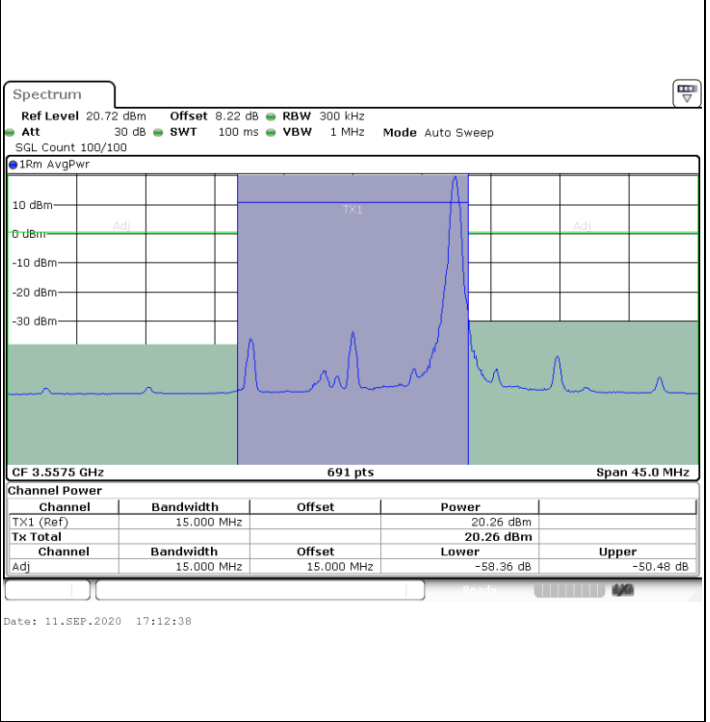 Spectrum
Ref Level 20.72 dBm Offset 8.22 dB RBW 300 kHz
Att 30 dB SWT 100 ms VBW 1 MHz Mode Auto Sweep
SGL Count 100/100
1Rm AvgPwr
10 dBm
TX1
Adj Adj
0 dBm
-10 dBm
-20 dBm
-30 dBm
CF 3.5575 GHz 691 pts Span 45.0 MHz
Channel Power
Channel Bandwidth Offset Power
TX1 (Ref) 15.000 MHz 20.26 dBm
Tx Total 20.26 dBm
Channel Bandwidth Offset Lower Upper
Adj 15.000 MHz 15.000 MHz -58.36 dB -50.48 dB
Ready
Date: 11.SEP.2020 17:12:38